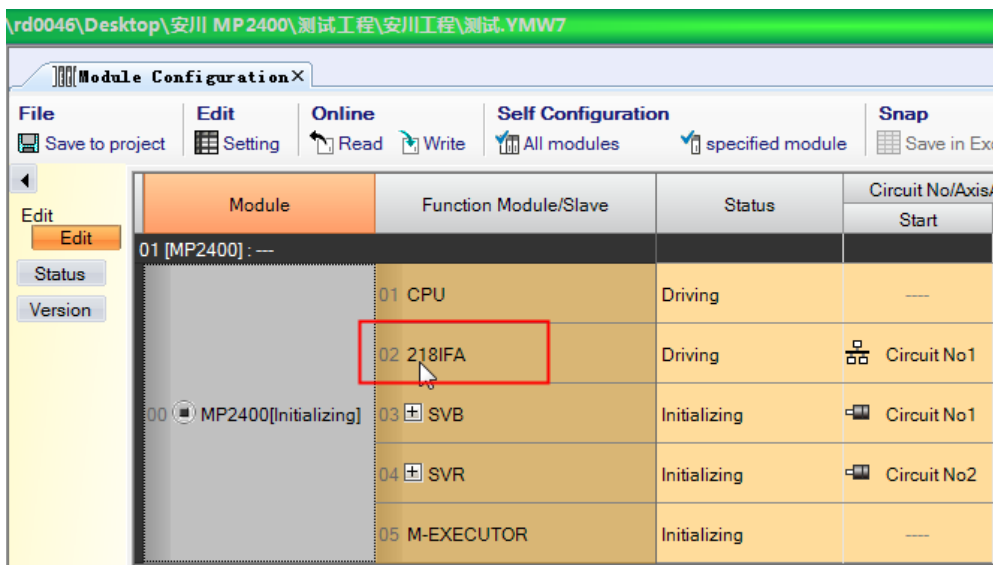 \rd0046\Desktop\安川 MP2400\测试工程\安川工程\测试.YMW7
Module Configuration×
File Edit Online Self Configuration Snap
Save to project Setting Read Write All modules specified module Save in Exc
Edit
Edit
Status
Version
Module Function Module/Slave Status Circuit No/Axis
Start
01 [MP2400] : ---
01 CPU Driving ----
02 218IFA Driving Circuit No1
00 MP2400[Initializing] 03 + SVB Initializing Circuit No1
04 + SVR Initializing Circuit No2
05 M-EXECUTOR Initializing ----